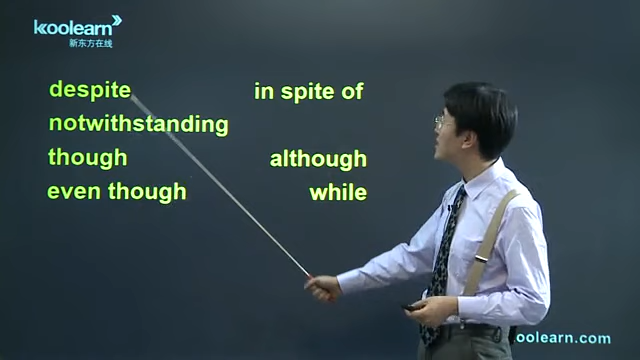 koolearn
新东方在线
despite in spite of
notwithstanding
though although
even though while
oolearn.com